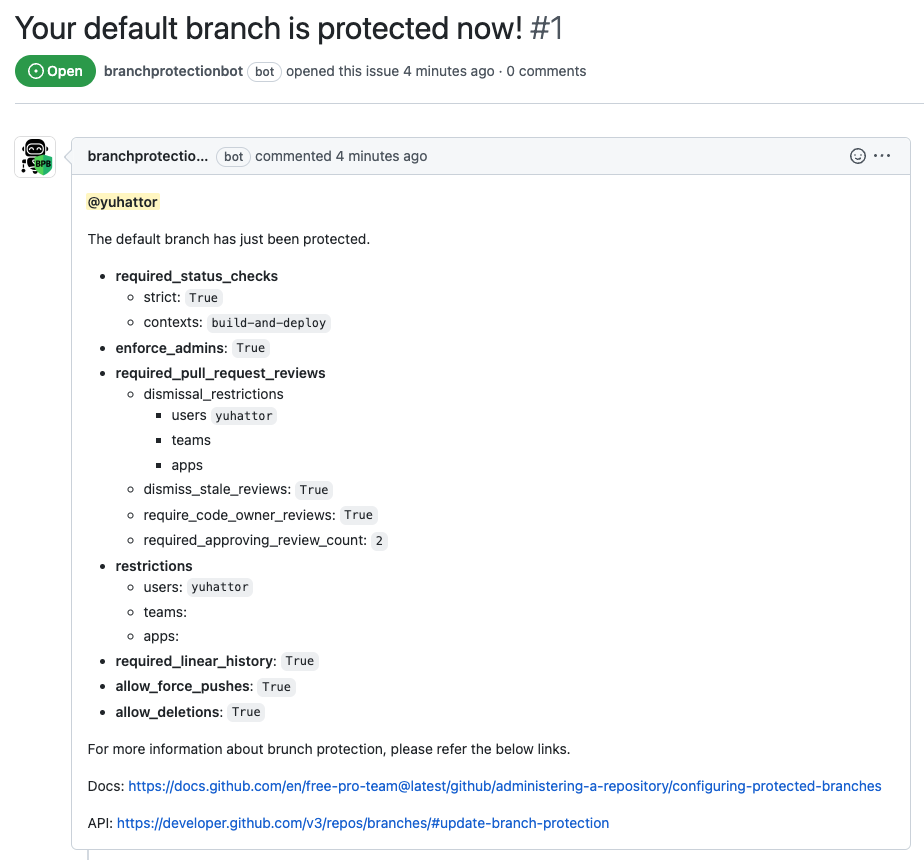 Your default branch is protected now! #1
Open branchprotectionbot bot opened this issue 4 minutes ago · 0 comments
BPB
branchprotectio... bot commented 4 minutes ago
@yuhattor
The default branch has just been protected.
required_status_checks
strict: True
contexts: build-and-deploy
enforce_admins: True
required_pull_request_reviews
dismissal_restrictions
users yuhattor
teams
apps
dismiss_stale_reviews: True
require_code_owner_reviews: True
required_approving_review_count: 2
restrictions
users: yuhattor
teams:
apps:
required_linear_history: True
allow_force_pushes: True
allow_deletions: True
For more information about brunch protection, please refer the below links.
Docs: https://docs.github.com/en/free-pro-team@latest/github/administering-a-repository/configuring-protected-branches
API: https://developer.github.com/v3/repos/branches/#update-branch-protection